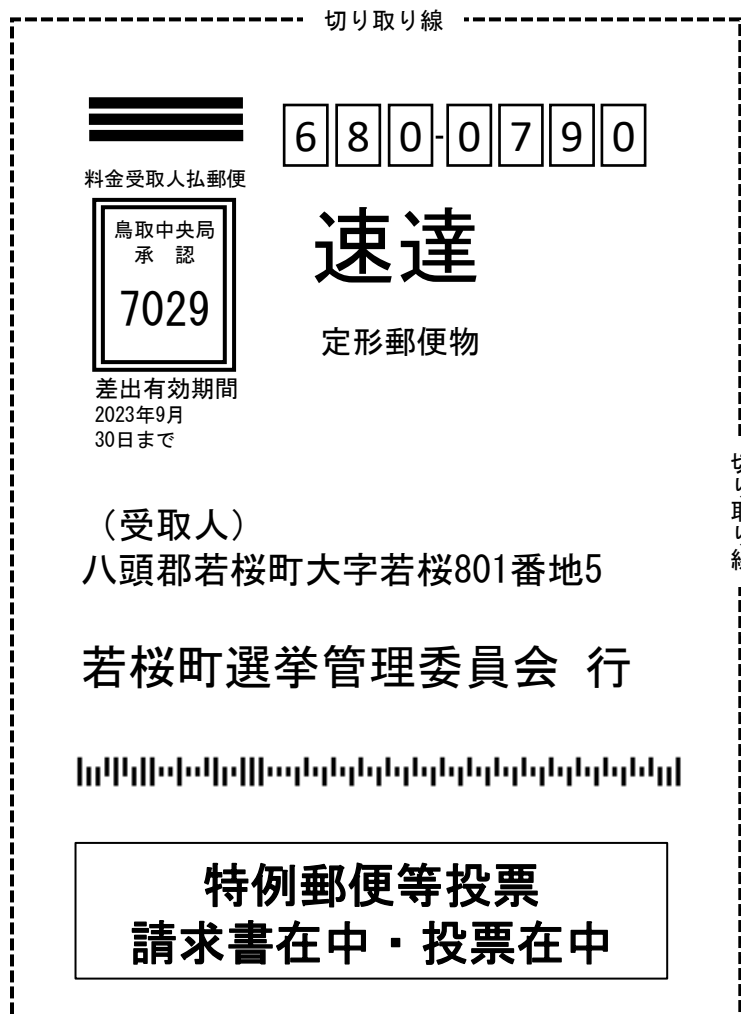 切り取り線
680-0790
料金受取人払郵便
鳥取中央局
承 認
7029
速達
定形郵便物
差出有効期間
2023年9月
30日まで
切り取り線
（受取人）
八頭郡若桜町大字若桜801番地5
若桜町選挙管理委員会 行
特例郵便等投票
請求書在中・投票在中